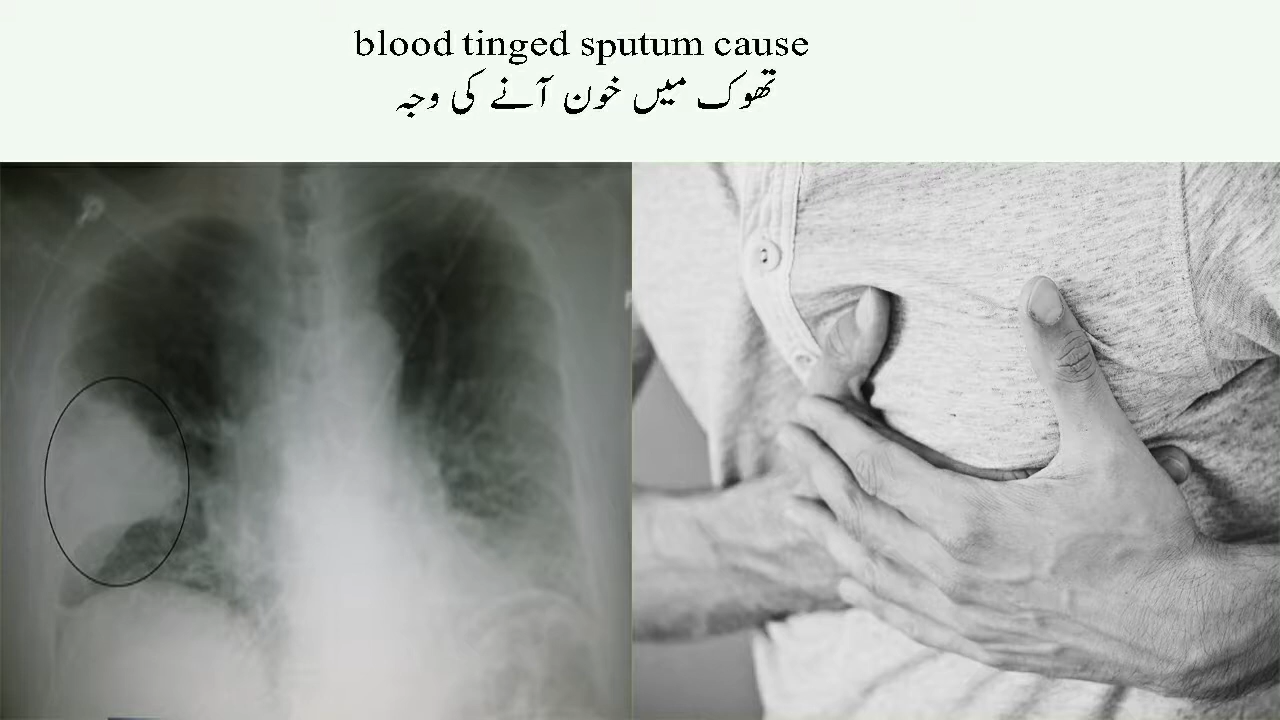 blood tinged sputum cause
تھوک میں خون آنے کی وجہ